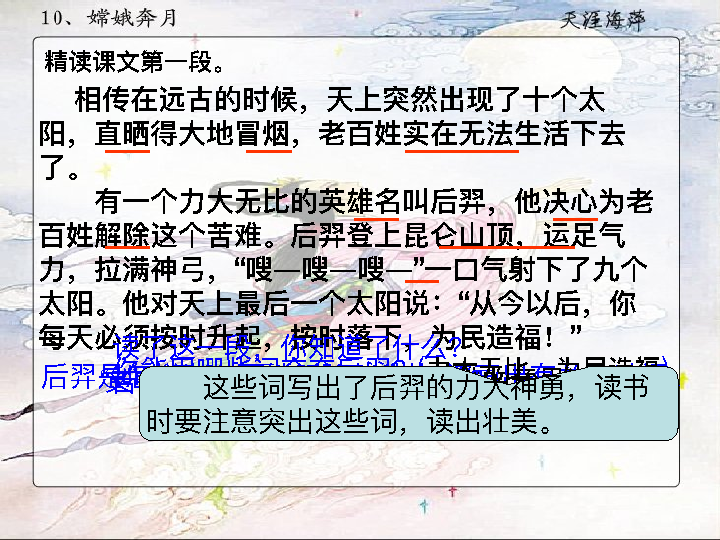 10、嫦娥奔月
天涯海萍
精读课文第一段。
相传在远古的时候，天上突然出现了十个太
阳，直晒得大地冒烟，老百姓实在无法生活下去
了。
有一个力大无比的英雄名叫后羿，他决心为老
百姓解除这个苦难。后羿登上昆仑山顶，运足气
力，拉满神弓，“嗖—嗖—嗖—”一口气射下了九个
太阳。他对天上最后一个太阳说：“从今以后，你
每天必须按时升起，按时落下，为民造福！”
读了这一段，你知道了什么？
后羿是
这些词写出了后羿的力大神勇，读书
时要注意突出这些词，读出壮美。